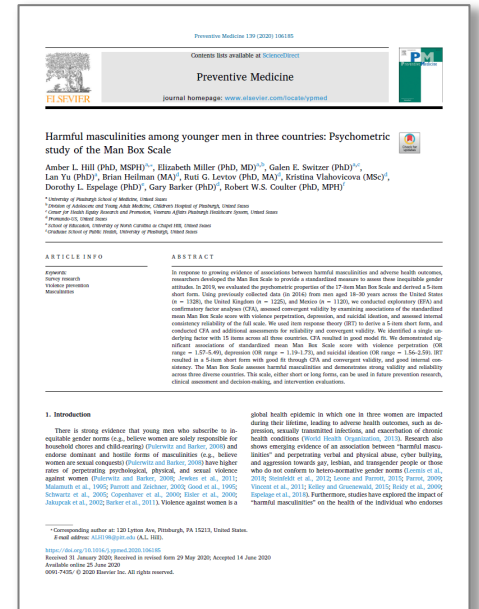 Preventive Medicine 139 (2020) 106185
Contents lists available at ScienceDirect
Preventive Medicine
journal homepage: www.elsevier.com/locate/ypmed
ELSEVIER
Harmful masculinities among younger men in three countries: Psychometric
study of the Man Box Scale
Amber L. Hill (PhD, MSPH)a,*, Elizabeth Miller (PhD, MD)a,b, Galen E. Switzer (PhD)a,c,
Lan Yu (PhD)a, Brian Heilman (MA)d, Ruti G. Levtov (PhD, MA)d, Kristina Vlahovicova (MSc)d,
Dorothy L. Espelage (PhD)e, Gary Barker (PhD)d, Robert W.S. Coulter (PhD, MPH)f
a University of Pittsburgh School of Medicine, United States
b Division of Adolescent and Young Adult Medicine, Children's Hospital of Pittsburgh, United States
c Center for Health Equity Research and Promotion, Veterans Affairs Pittsburgh Healthcare System, United States
d Promundo-US, United States
e School of Education, University of North Carolina at Chapel Hill, United States
f Graduate School of Public Health, University of Pittsburgh, United States
ARTICLE INFO
Keywords:
Survey research
Violence prevention
Masculinities
ABSTRACT
In response to growing evidence of associations between harmful masculinities and adverse health outcomes,
researchers developed the Man Box Scale to provide a standardized measure to assess these inequitable gender
attitudes. In 2019, we evaluated the psychometric properties of the 17-item Man Box Scale and derived a 5-item
short form. Using previously collected data (in 2016) from men aged 18–30 years across the United States
(n = 1328), the United Kingdom (n = 1225), and Mexico (n = 1120), we conducted exploratory (EFA) and
confirmatory factor analyses (CFA), assessed convergent validity by examining associations of the standardized
mean Man Box Scale score with violence perpetration, depression, and suicidal ideation, and assessed internal
consistency reliability of the full scale. We used item response theory (IRT) to derive a 5-item short form, and
conducted CFA and additional assessments for reliability and convergent validity. We identified a single un-
derlying factor with 15 items across all three countries. CFA resulted in good model fit. We demonstrated sig-
nificant associations of standardized mean Man Box score with violence perpetration (OR
range = 1.57–5.49), depression (OR range = 1.19–1.73), and suicidal ideation (OR range = 1.56–2.59). IRT
resulted in a 5-item short form with good fit through CFA and convergent validity, and good internal con-
sistency. The Man Box Scale assesses harmful masculinities and demonstrates strong validity and reliability
across three diverse countries. This scale, either short or long forms, can be used in future prevention research,
clinical assessment and decision-making, and intervention evaluations.
1. Introduction
There is strong evidence that young men who subscribe to in-
equitable gender norms (e.g., believe women are solely responsible for
household chores and child-rearing) (Pulerwitz and Barker, 2008) and
endorse dominant and hostile forms of masculinities (e.g., believe
women are sexual conquests) (Pulerwitz and Barker, 2008) have higher
rates of perpetrating psychological, physical, and sexual violence
against women (Pulerwitz and Barker, 2008; Jewkes et al., 2011;
Malamuth et al., 1995; Parrott and Zeichner, 2003; Good et al., 1995;
Schwartz et al., 2005; Copenhaver et al., 2000; Eisler et al., 2000;
Jakupcak et al., 2002; Barker et al., 2011). Violence against women is a
global health epidemic in which one in three women are impacted
during their lifetime, leading to adverse health outcomes, such as de-
pression, sexually transmitted infections, and exacerbation of chronic
health conditions (World Health Organization, 2013). Research also
shows emerging evidence of an association between "harmful mascu-
linities" and perpetrating verbal and physical abuse, cyber bullying,
and aggression towards gay, lesbian, and transgender people or those
who do not conform to hetero-normative gender norms (Leemis et al.,
2018; Steinfeldt et al., 2012; Leone and Parrott, 2015; Parrott, 2009;
Vincent et al., 2011; Kelley and Gruenewald, 2015; Reidy et al., 2009;
Espelage et al., 2018). Furthermore, studies have explored the impact of
"harmful masculinities" on the health of the individual who endorses
* Corresponding author at: 120 Lytton Ave, Pittsburgh, PA 15213, United States.
E-mail address: ALH198@pitt.edu (A.L. Hill).
https://doi.org/10.1016/j.ypmed.2020.106185
Received 31 January 2020; Received in revised form 29 May 2020; Accepted 14 June 2020
Available online 25 June 2020
0091-7435/ © 2020 Elsevier Inc. All rights reserved.